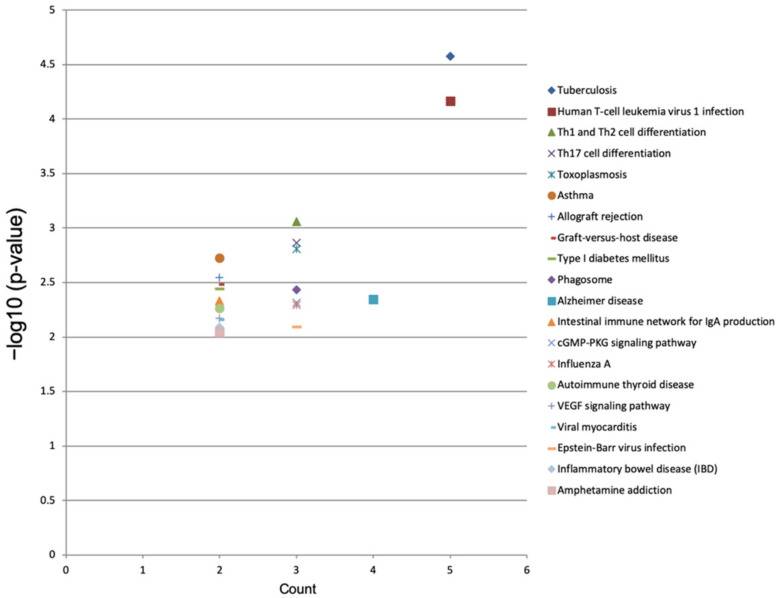 5
4.5
4
3.5
3
2.5
2
1.5
1
0.5
0
−log10 (p-value)
0 1 2 3 4 5 6
Count
Tuberculosis
Human T-cell leukemia virus 1 infection
Th1 and Th2 cell differentiation
Th17 cell differentiation
Toxoplasmosis
Asthma
Allograft rejection
Graft-versus-host disease
Type I diabetes mellitus
Phagosome
Alzheimer disease
Intestinal immune network for IgA production
cGMP-PKG signaling pathway
Influenza A
Autoimmune thyroid disease
VEGF signaling pathway
Viral myocarditis
Epstein-Barr virus infection
Inflammatory bowel disease (IBD)
Amphetamine addiction